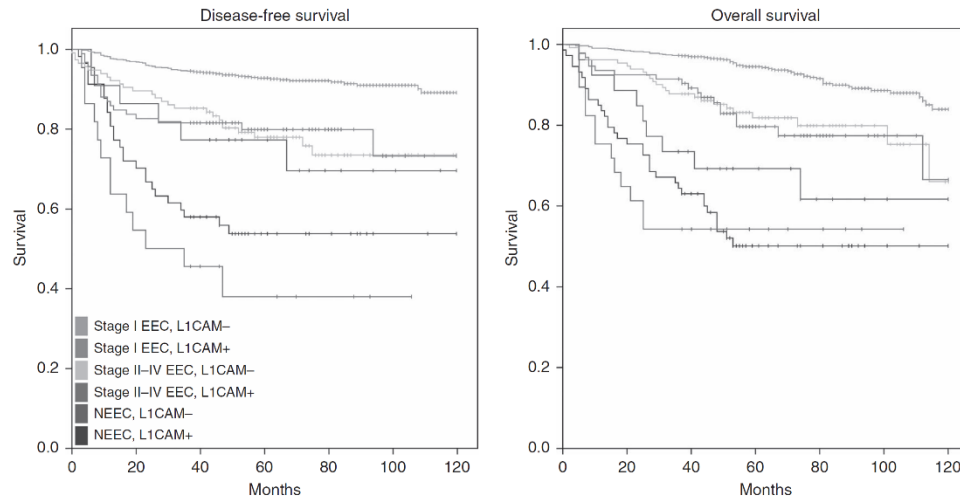 Disease-free survival
1.0
0.8
0.6
0.4
0.2
0.0
Survival
Stage I EEC, L1CAM–
Stage I EEC, L1CAM+
Stage II–IV EEC, L1CAM–
Stage II–IV EEC, L1CAM+
NEEC, L1CAM–
NEEC, L1CAM+
0 20 40 60 80 100 120
Months
Overall survival
1.0
0.8
0.6
0.4
0.2
0.0
Survival
0 20 40 60 80 100 120
Months